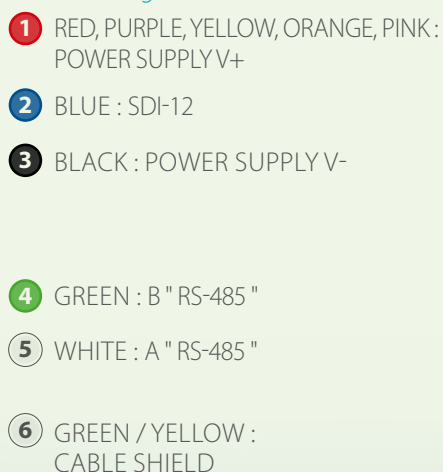 1 RED, PURPLE, YELLOW, ORANGE, PINK :
POWER SUPPLY V+
2 BLUE : SDI-12
3 BLACK : POWER SUPPLY V-
4 GREEN : B " RS-485 "
5 WHITE : A " RS-485 "
6 GREEN / YELLOW :
CABLE SHIELD